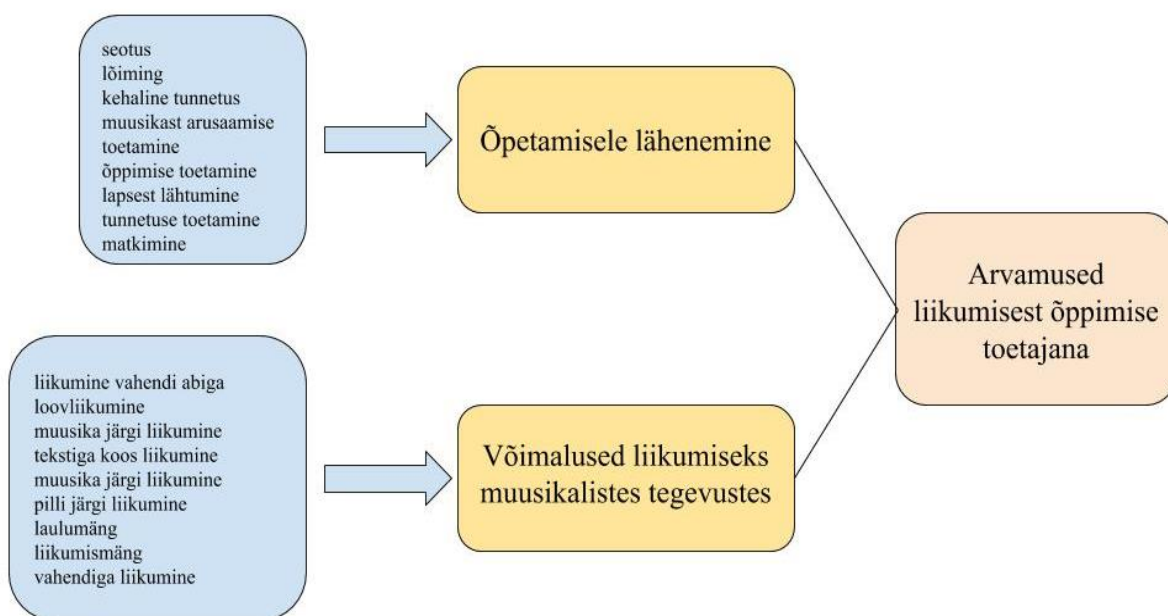 seotus
lõiming
kehaline tunnetus
muusikast arusaamise
toetamine
õppimise toetamine
lapsest lähtumine
tunnetuse toetamine
matkimine
Õpetamisele lähenemine
Arvamused
liikumisest õppimise
toetajana
liikumine vahendi abiga
loovliikumine
muusika järgi liikumine
tekstiga koos liikumine
muusika järgi liikumine
pilli järgi liikumine
laulumäng
liikumismäng
vahendiga liikumine
Võimalused liikumiseks
muusikalistes tegevustes